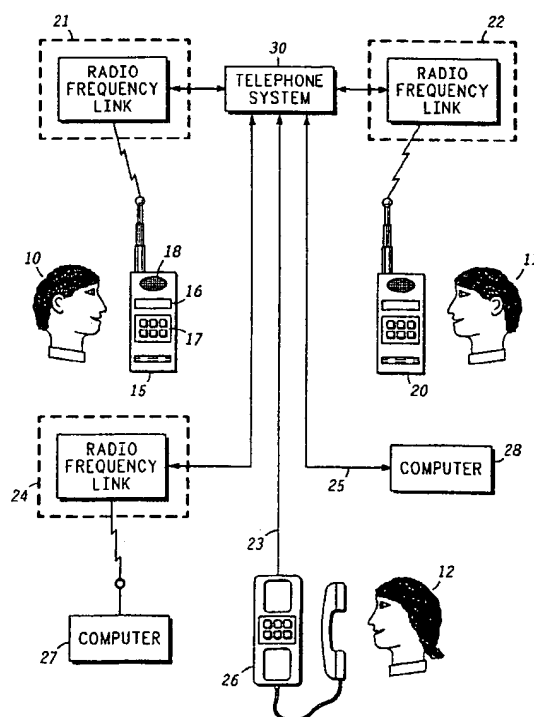 21
30
22
RADIO
FREQUENCY
LINK
TELEPHONE
SYSTEM
RADIO
FREQUENCY
LINK
10
18
16
17
15
11
20
RADIO
FREQUENCY
LINK
24
COMPUTER
28
25
23
12
COMPUTER
27
26